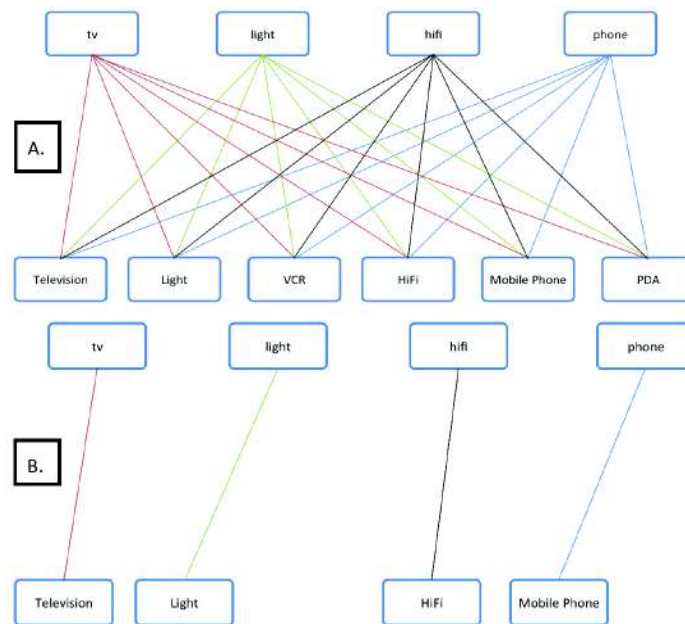 tv
light
hifi
phone
A.
Television
Light
VCR
HiFi
Mobile Phone
PDA
tv
light
hifi
phone
B.
Television
Light
HiFi
Mobile Phone